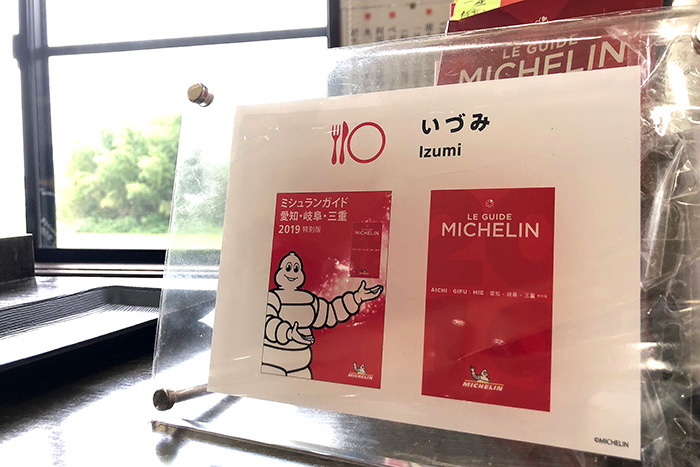 LE GUIDE
MICHELIN
いづみ
Izumi
ミシュランガイド
愛知・岐阜・三重
2019 特別版
MICHELIN
LE GUIDE
MICHELIN
AICHI | GIFU | MIE | 愛知・岐阜・三重
MICHELIN
©MICHELIN